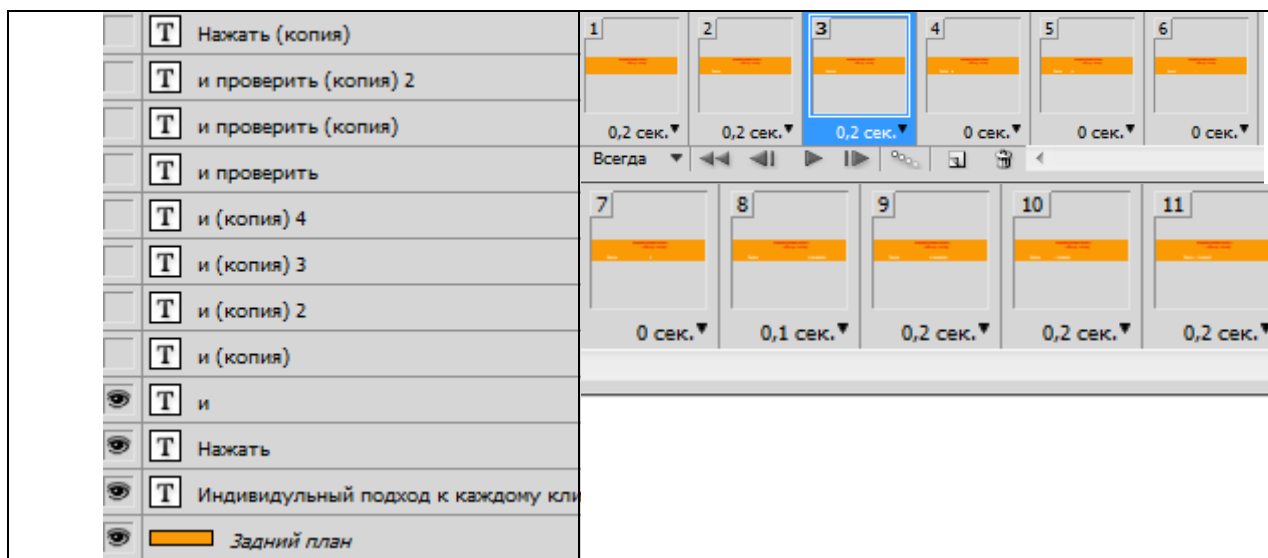 Нажать (копия)
и проверить (копия) 2
и проверить (копия)
и проверить
и (копия) 4
и (копия) 3
и (копия) 2
и (копия)
и
Нажать
Индивидульный подход к каждому кли
Задний план
1 2 3 4 5 6
0,2 сек. 0,2 сек. 0,2 сек. 0 сек. 0 сек. 0 сек.
Всегда
7 8 9 10 11
0 сек. 0,1 сек. 0,2 сек. 0,2 сек. 0,2 сек.